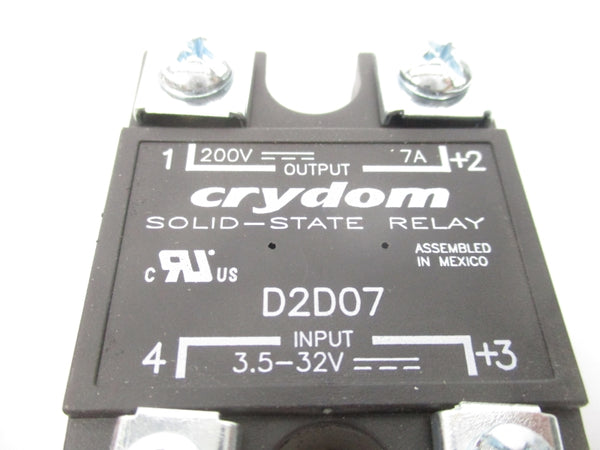 1 200V 7A +2
OUTPUT
crydom
SOLID-STATE RELAY
ASSEMBLED
IN MEXICO
C RU US
D2D07
INPUT
4 3.5-32V +3